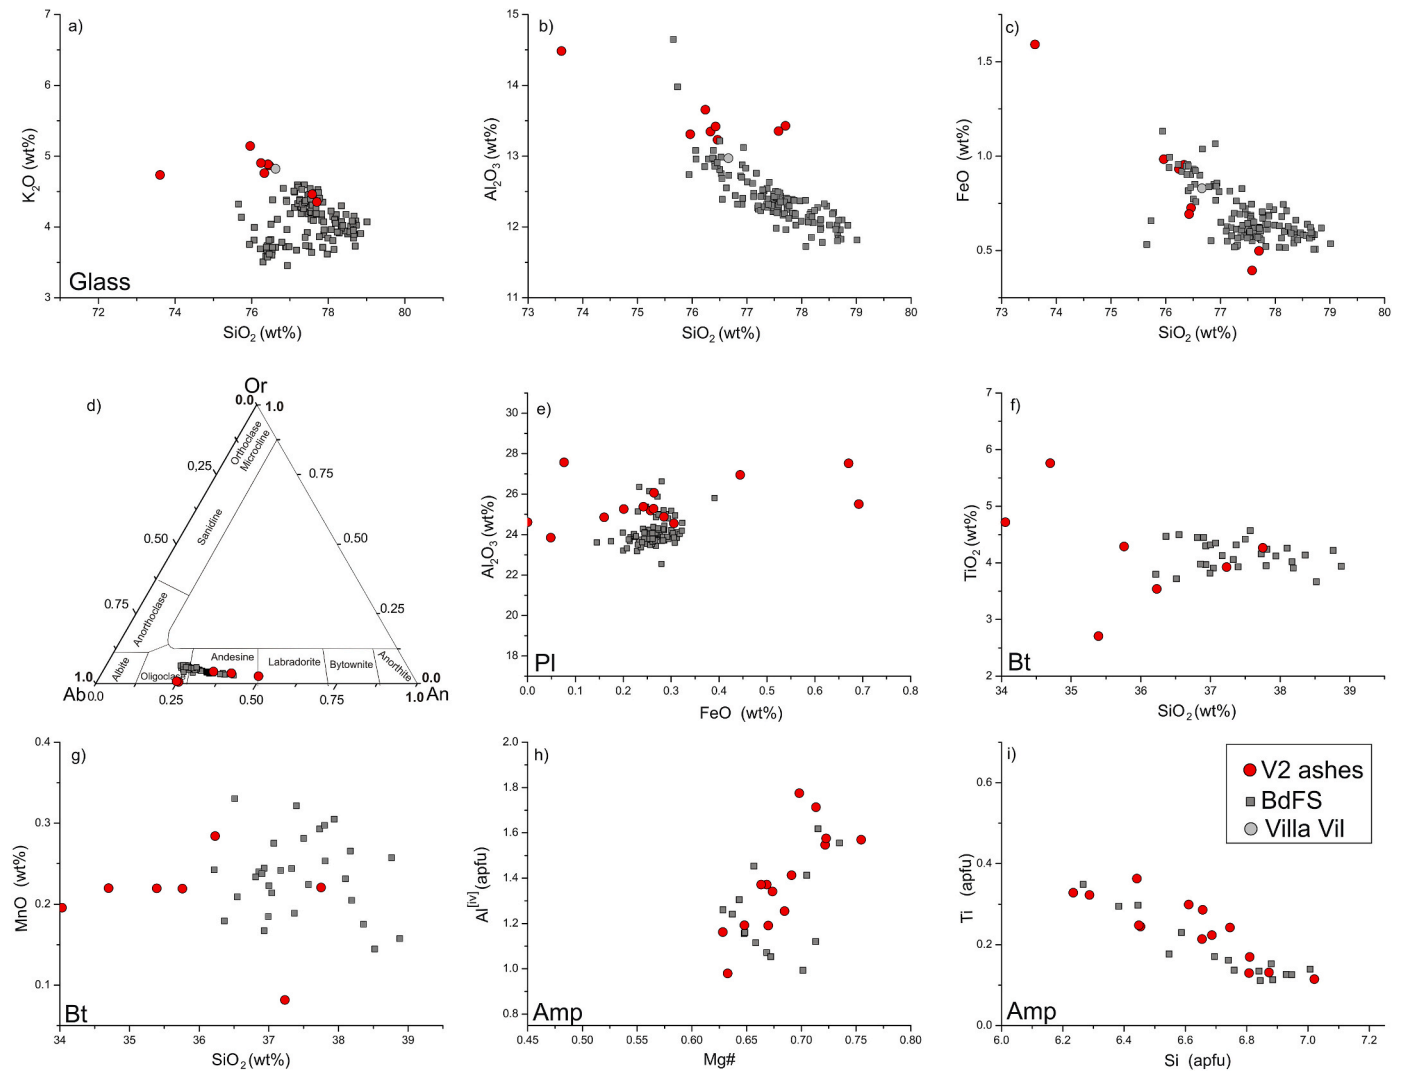 a)
7
6
5
4
3
K2O (wt%)
Glass
72 74 76 78 80
SiO2 (wt%)
b)
15
14
13
12
11
Al2O3 (wt%)
73 74 75 76 77 78 79 80
SiO2 (wt%)
c)
1.5
1.0
0.5
FeO (wt%)
73 74 75 76 77 78 79 80
SiO2 (wt%)
d)
Or
0.0 1.0
Orthoclase
Microcline
0,25 0.75
Sanidine
0.50 0.50
0.75 0.25
Anorthoclase
Albite Oligoclase Andesine Labradorite Bytownite Anorthite
1.0 0.0
Ab 0.0 0.25 0.50 0.75 1.0 An
e)
30
28
26
24
22
20
18
Al2O3 (wt%)
Pl
0.0 0.1 0.2 0.3 0.4 0.5 0.6 0.7 0.8
FeO (wt%)
f)
7
6
5
4
3
2
TiO2 (wt%)
Bt
34 35 36 37 38 39
SiO2 (wt%)
g)
0.4
0.3
0.2
0.1
MnO (wt%)
Bt
34 35 36 37 38 39
SiO2 (wt%)
h)
2.0
1.8
1.6
1.4
1.2
1.0
0.8
Al[iv] (apfu)
Amp
0.45 0.50 0.55 0.60 0.65 0.70 0.75 0.80
Mg#
i)
0.6
0.4
0.2
0.0
Ti (apfu)
Amp
V2 ashes
BdFS
Villa Vil
6.0 6.2 6.4 6.6 6.8 7.0 7.2
Si (apfu)